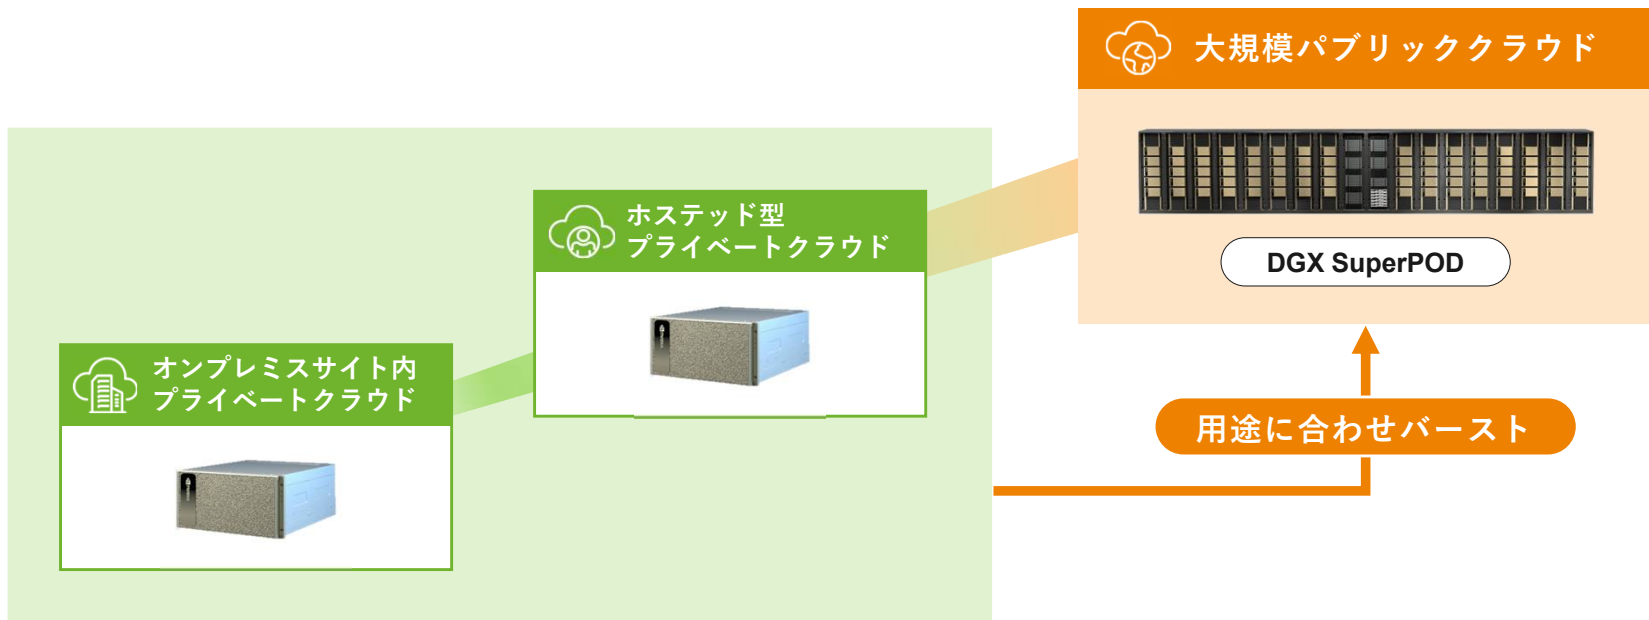 大規模パブリッククラウド
DGX SuperPOD
ホステッド型
プライベートクラウド
オンプレミスサイト内
プライベートクラウド
用途に合わせバースト